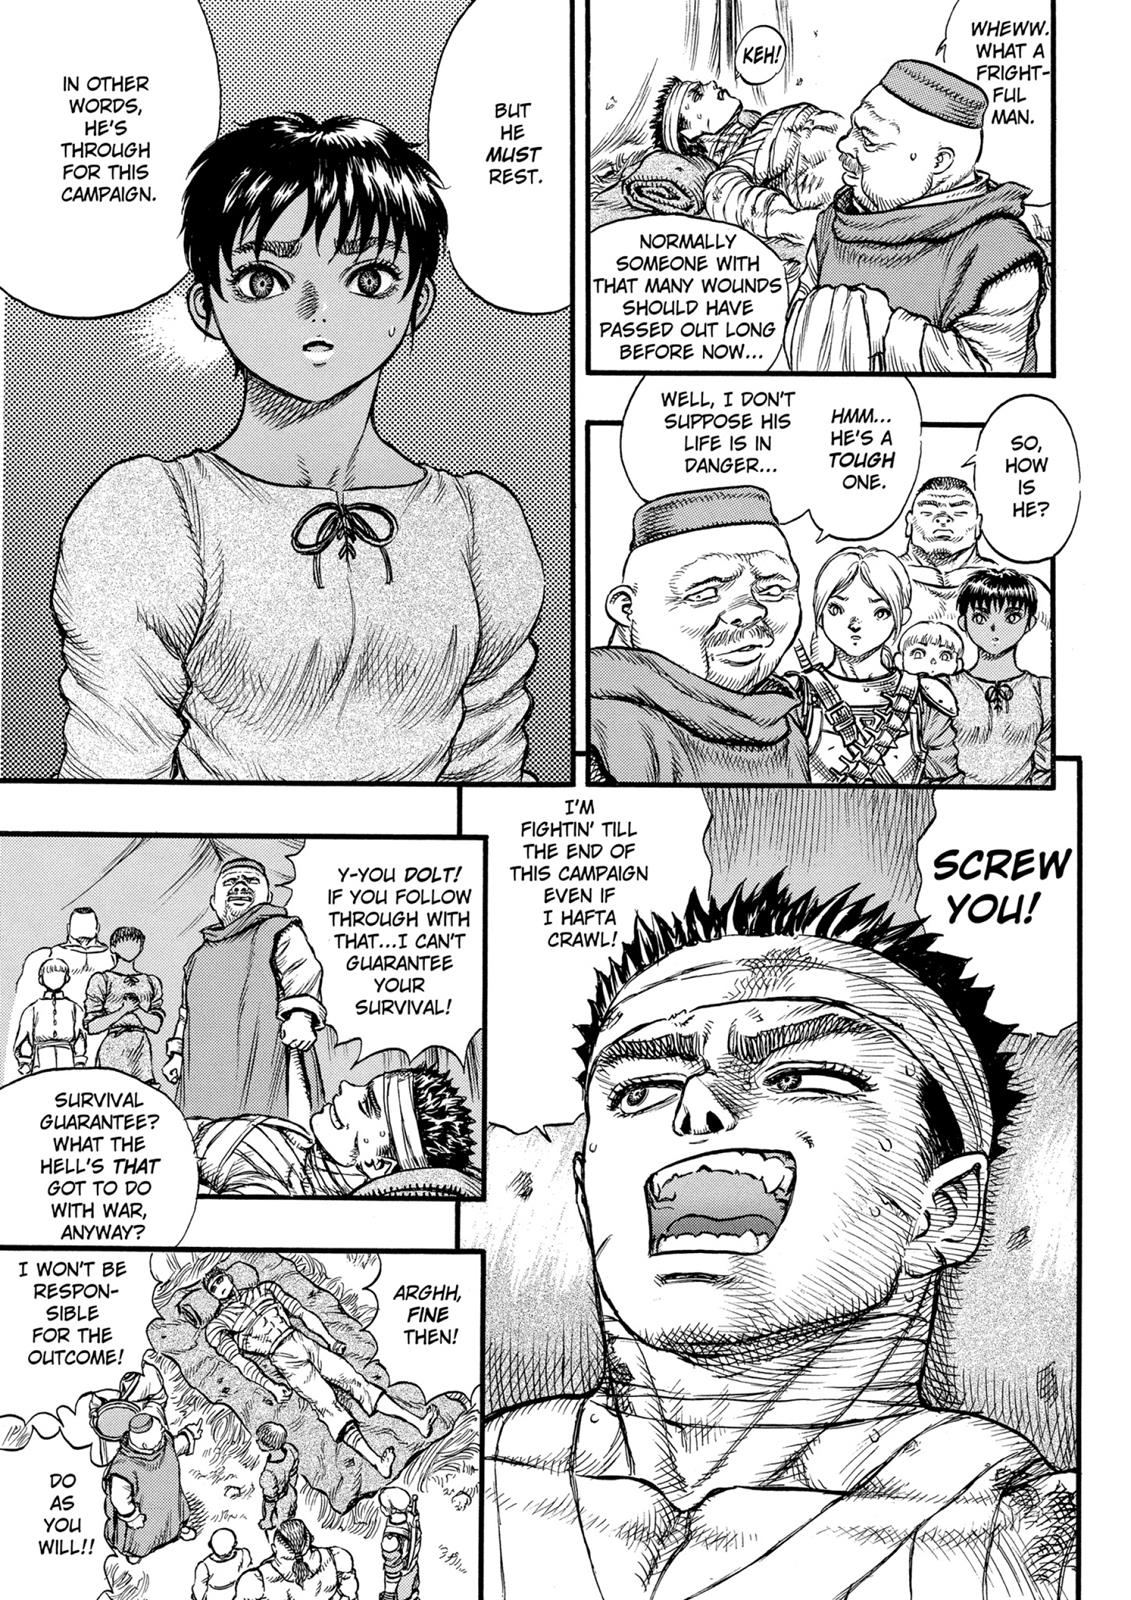 WHEWW.
WHAT A
FRIGHT-
FUL
MAN.
KEH!
NORMALLY
SOMEONE WITH
THAT MANY WOUNDS
SHOULD HAVE
PASSED OUT LONG
BEFORE NOW...
SO,
HOW
IS
HE?
HMM...
HE'S A
TOUGH
ONE.
WELL, I DON'T
SUPPOSE HIS
LIFE IS IN
DANGER...
BUT
HE
MUST
REST.
IN OTHER
WORDS,
HE'S
THROUGH
FOR THIS
CAMPAIGN.
SCREW
YOU!
I'M
FIGHTIN' TILL
THE END OF
THIS CAMPAIGN
EVEN IF
I HAFTA
CRAWL!
Y-YOU DOLT!
IF YOU FOLLOW
THROUGH WITH
THAT...I CAN'T
GUARANTEE
YOUR
SURVIVAL!
SURVIVAL
GUARANTEE?
WHAT THE
HELL'S THAT
GOT TO DO
WITH WAR,
ANYWAY?
ARGHH,
FINE
THEN!
I WON'T BE
RESPON-
SIBLE
FOR THE
OUTCOME!
DO
AS
YOU
WILL!!